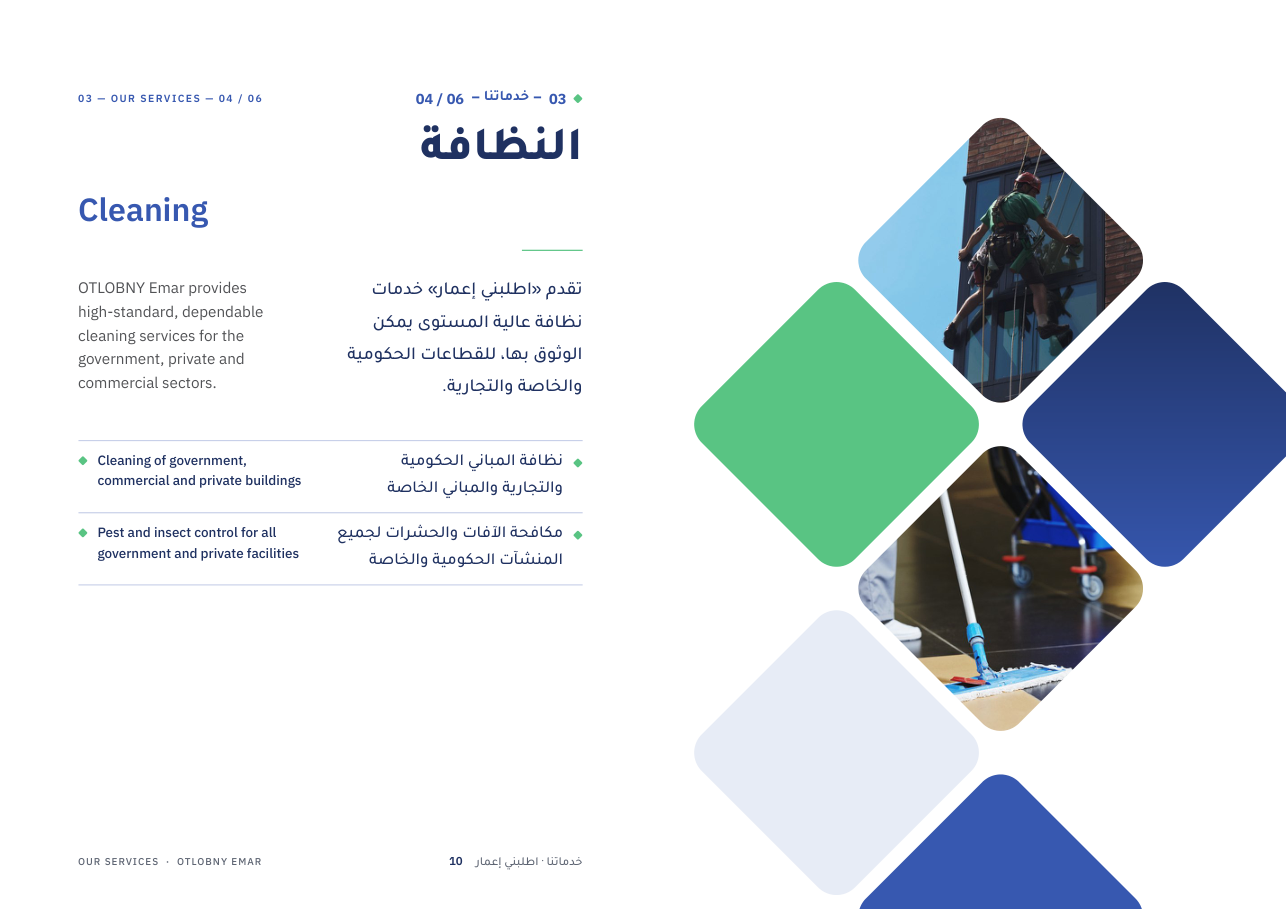 03 — OUR SERVICES — 04 / 06
03 – خدماتنا – 04 / 06
النظافة
Cleaning
OTLOBNY Emar provides
high-standard, dependable
cleaning services for the
government, private and
commercial sectors.
تقدم «اطلبني إعمار» خدمات
نظافة عالية المستوى يمكن
الوثوق بها، للقطاعات الحكومية
والخاصة والتجارية.
Cleaning of government,
commercial and private buildings
نظافة المباني الحكومية
والتجارية والمباني الخاصة
Pest and insect control for all
government and private facilities
مكافحة الآفات والحشرات لجميع
المنشآت الحكومية والخاصة
OUR SERVICES · OTLOBNY EMAR
خدماتنا · اطلبني إعمار 10